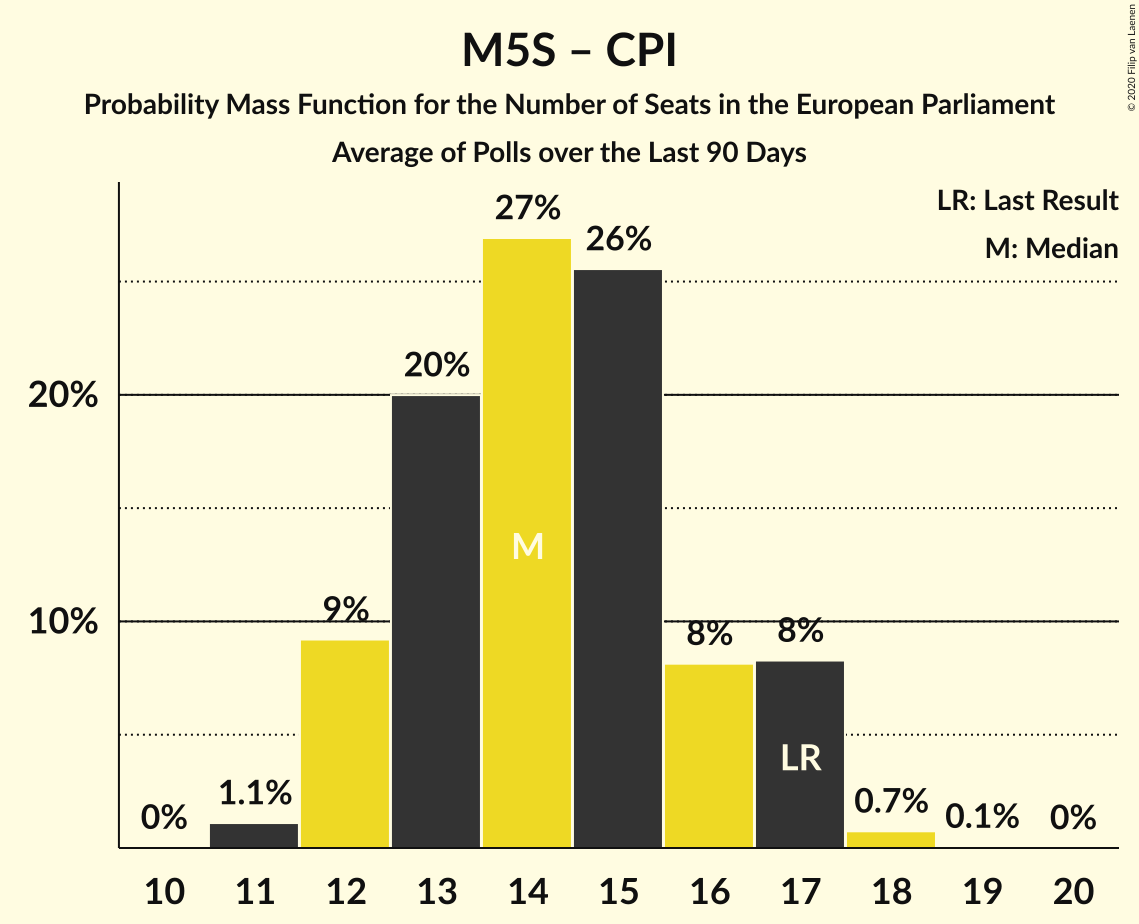 M5S – CPI
Probability Mass Function for the Number of Seats in the European Parliament
Average of Polls over the Last 90 Days
© 2020 Filip van Laenen
LR: Last Result
M: Median
27%
26%
20%
20%
M
9%
10%
8%
8%
LR
0%
1.1%
0.7%
0.1%
0%
10 11 12 13 14 15 16 17 18 19 20